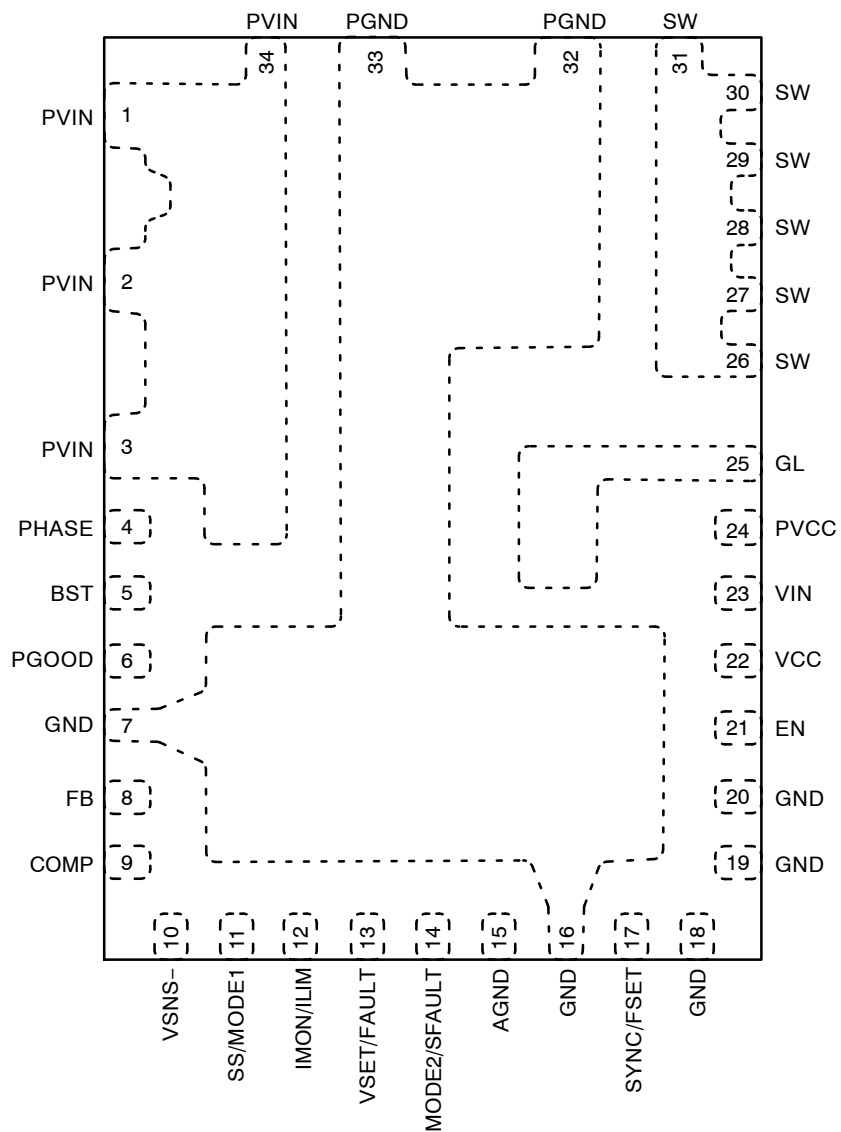 PVIN PGND PGND SW
34 33 32 31
30 SW
PVIN 1
29 SW
28 SW
PVIN 2
27 SW
26 SW
PVIN 3
25 GL
PHASE 4
24 PVCC
BST 5
23 VIN
PGOOD 6
22 VCC
GND 7
21 EN
FB 8
20 GND
COMP 9
19 GND
10 11 12 13 14 15 16 17 18
VSNS−
SS/MODE1
IMON/ILIM
VSET/FAULT
MODE2/SFAULT
AGND
GND
SYNC/FSET
GND